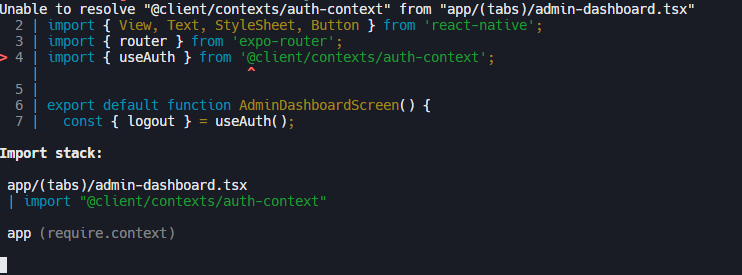 Unable to resolve "@client/contexts/auth-context" from "app/(tabs)/admin-dashboard.tsx"
  2 | import { View, Text, StyleSheet, Button } from 'react-native';
  3 | import { router } from 'expo-router';
> 4 | import { useAuth } from '@client/contexts/auth-context';
    |                          ^
  5 |
  6 | export default function AdminDashboardScreen() {
  7 |   const { logout } = useAuth();
Import stack:
 app/(tabs)/admin-dashboard.tsx
 | import "@client/contexts/auth-context"
 app (require.context)